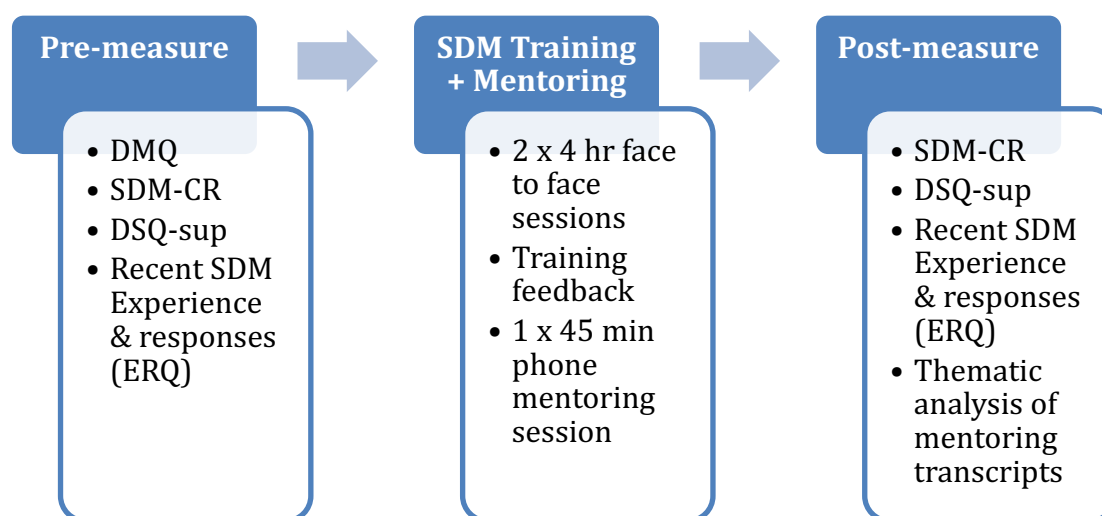 Pre-measure
• DMQ
• SDM-CR
• DSQ-sup
• Recent SDM
Experience
& responses
(ERQ)
SDM Training
+ Mentoring
• 2 x 4 hr face
to face
sessions
• Training
feedback
• 1 x 45 min
phone
mentoring
session
Post-measure
• SDM-CR
• DSQ-sup
• Recent SDM
Experience
& responses
(ERQ)
• Thematic
analysis of
mentoring
transcripts